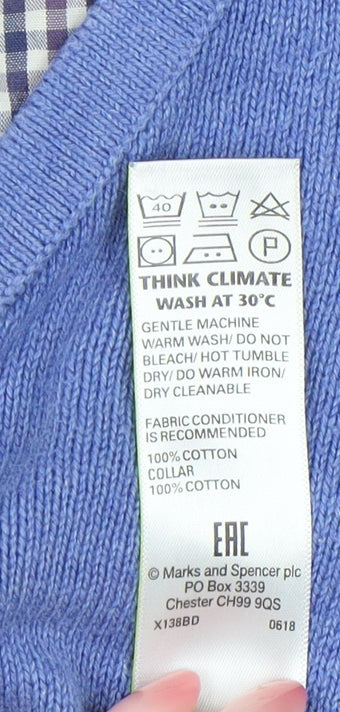 40
P
THINK CLIMATE
WASH AT 30°C
GENTLE MACHINE
WARM WASH/ DO NOT
BLEACH/ HOT TUMBLE
DRY/ DO WARM IRON/
DRY CLEANABLE
FABRIC CONDITIONER
IS RECOMMENDED
100% COTTON
COLLAR
100% COTTON
EAC
© Marks and Spencer plc
PO Box 3339
Chester CH99 9QS
X138BD 0618